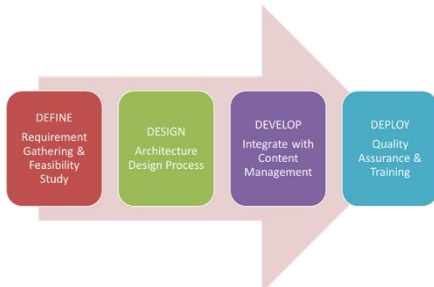 DEFINE
Requirement
Gathering &
Feasibility
Study
DESIGN
Architecture
Design Process
DEVELOP
Integrate with
Content
Management
DEPLOY
Quality
Assurance &
Training